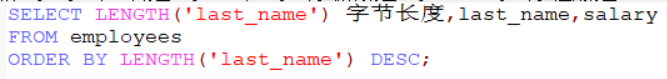 SELECT LENGTH('last_name') 字节长度,last_name,salary
FROM employees
ORDER BY LENGTH('last_name') DESC;